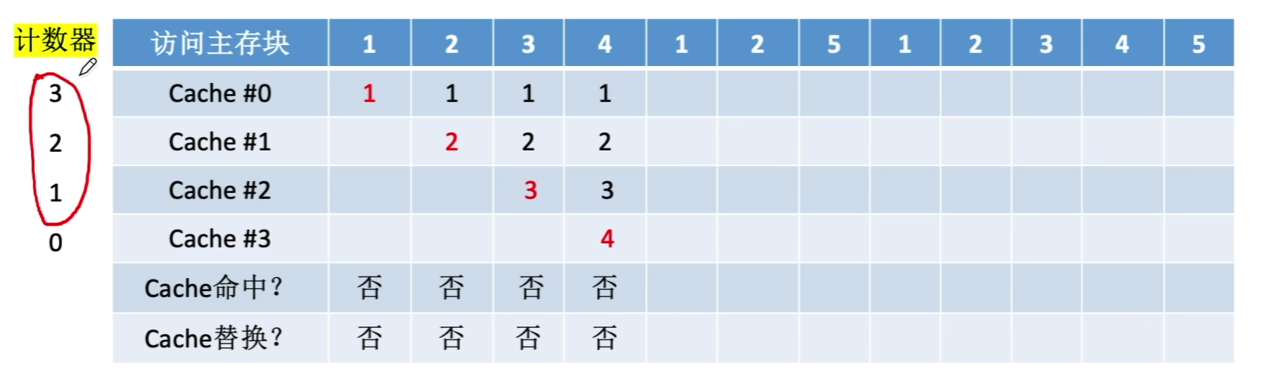 计数器 访问主存块 1 2 3 4 1 2 5 1 2 3 4 5
3 Cache #0 1 1 1 1
2 Cache #1 2 2 2
1 Cache #2 3 3
0 Cache #3 4
Cache命中？ 否 否 否 否
Cache替换？ 否 否 否 否